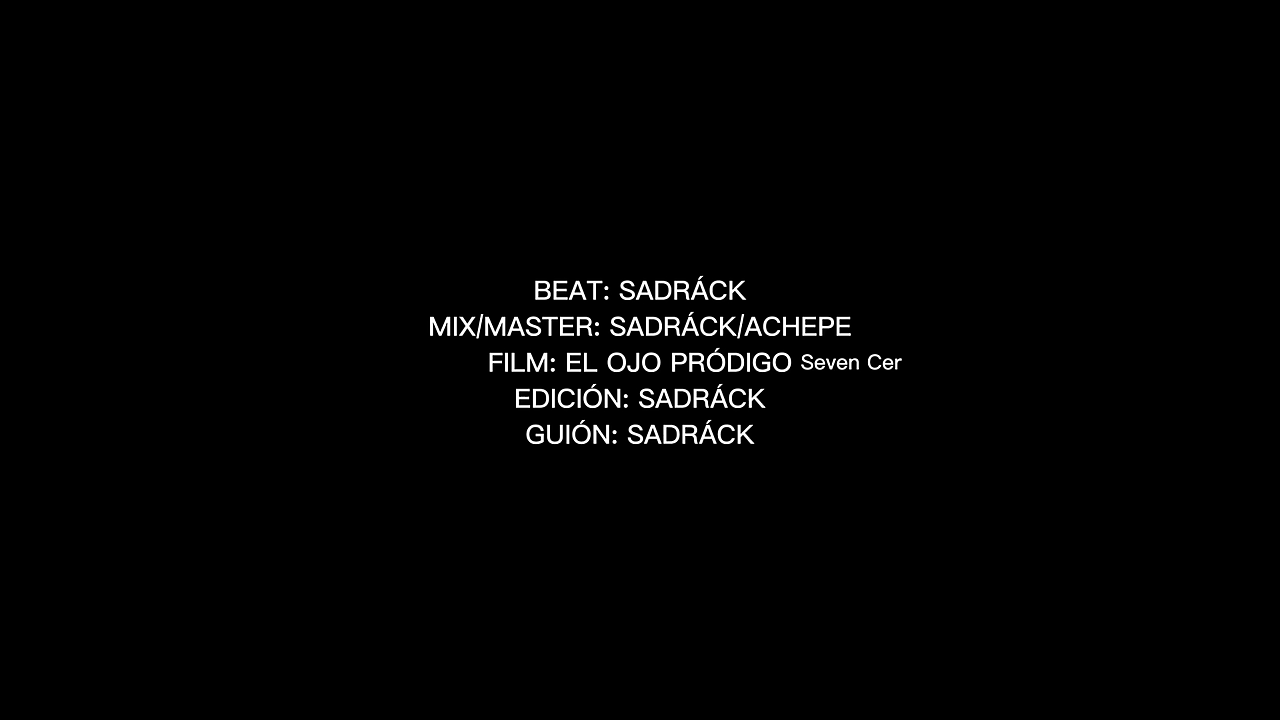 BEAT: SADRÁCK
MIX/MASTER: SADRÁCK/ACHEPE
FILM: EL OJO PRÓDIGO Seven Cer
EDICIÓN: SADRÁCK
GUIÓN: SADRÁCK